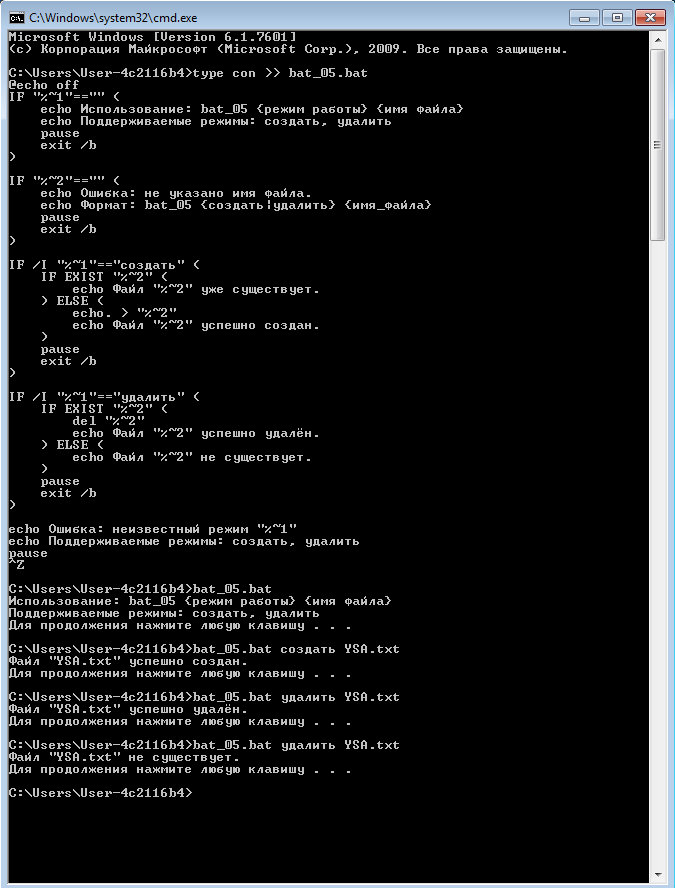 C:\Windows\system32\cmd.exe
Microsoft Windows [Version 6.1.7601]
(c) Корпорация Майкрософт (Microsoft Corp.), 2009. Все права защищены.

C:\Users\User-4c2116b4>type con >> bat_05.bat
@echo off
IF "%~1"=="" (
    echo Использование: bat_05 {режим работы} {имя файла}
    echo Поддерживаемые режимы: создать, удалить
    pause
    exit /b
)

IF "%~2"=="" (
    echo Ошибка: не указано имя файла.
    echo Формат: bat_05 {создать¦удалить} {имя_файла}
    pause
    exit /b
)

IF /I "%~1"=="создать" (
    IF EXIST "%~2" (
        echo Файл "%~2" уже существует.
    ) ELSE (
        echo. > "%~2"
        echo Файл "%~2" успешно создан.
    )
    pause
    exit /b
)

IF /I "%~1"=="удалить" (
    IF EXIST "%~2" (
        del "%~2"
        echo Файл "%~2" успешно удалён.
    ) ELSE (
        echo Файл "%~2" не существует.
    )
    pause
    exit /b
)

echo Ошибка: неизвестный режим "%~1"
echo Поддерживаемые режимы: создать, удалить
pause
^Z

C:\Users\User-4c2116b4>bat_05.bat
Использование: bat_05 {режим работы} {имя файла}
Поддерживаемые режимы: создать, удалить
Для продолжения нажмите любую клавишу . . .

C:\Users\User-4c2116b4>bat_05.bat создать YSA.txt
Файл "YSA.txt" успешно создан.
Для продолжения нажмите любую клавишу . . .

C:\Users\User-4c2116b4>bat_05.bat удалить YSA.txt
Файл "YSA.txt" успешно удалён.
Для продолжения нажмите любую клавишу . . .

C:\Users\User-4c2116b4>bat_05.bat удалить YSA.txt
Файл "YSA.txt" не существует.
Для продолжения нажмите любую клавишу . . .

C:\Users\User-4c2116b4>